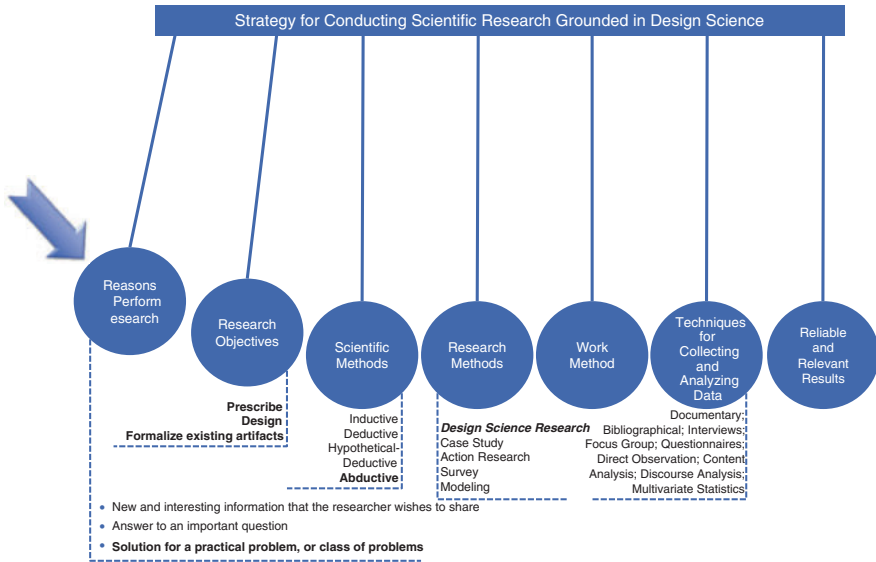 Strategy for Conducting Scientific Research Grounded in Design Science
Reasons
Perform
esearch
Research
Objectives
Scientific
Methods
Research
Methods
Work
Method
Techniques
for
Collecting
and
Analyzing
Data
Reliable
and
Relevant
Results
Prescribe
Design
Formalize existing artifacts
Inductive
Deductive
Hypothetical-
Deductive
Abductive
Design Science Research
Case Study
Action Research
Survey
Modeling
Documentary;
Bibliographical; Interviews;
Focus Group; Questionnaires;
Direct Observation; Content
Analysis; Discourse Analysis;
Multivariate Statistics
• New and interesting information that the researcher wishes to share
• Answer to an important question
• Solution for a practical problem, or class of problems